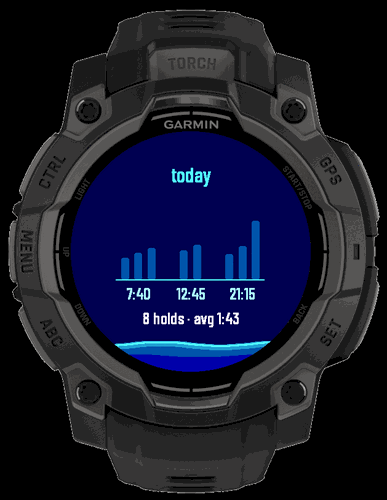 TORCH
GARMIN
CTRL
GPS
LIGHT
START/STOP
today
MENU
UP
7:40 12:45 21:15
8 holds · avg 1:43
DOWN
BACK
ABC
SET